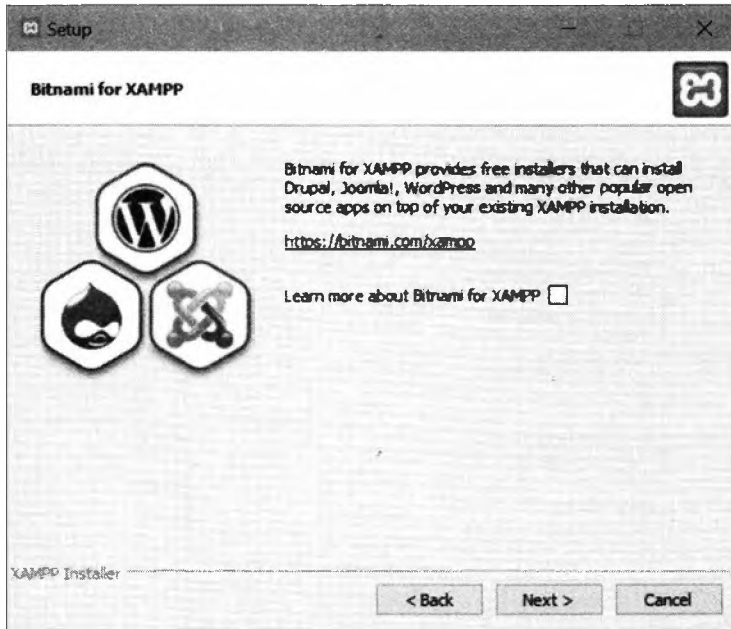 Setup
Bitnami for XAMPP
Bitnami for XAMPP provides free installers that can install
Drupal, Joomla!, WordPress and many other popular open
source apps on top of your existing XAMPP installation.
https://bitnami.com/xampp
Learn more about Bitnami for XAMPP
XAMPP Installer
< Back
Next >
Cancel